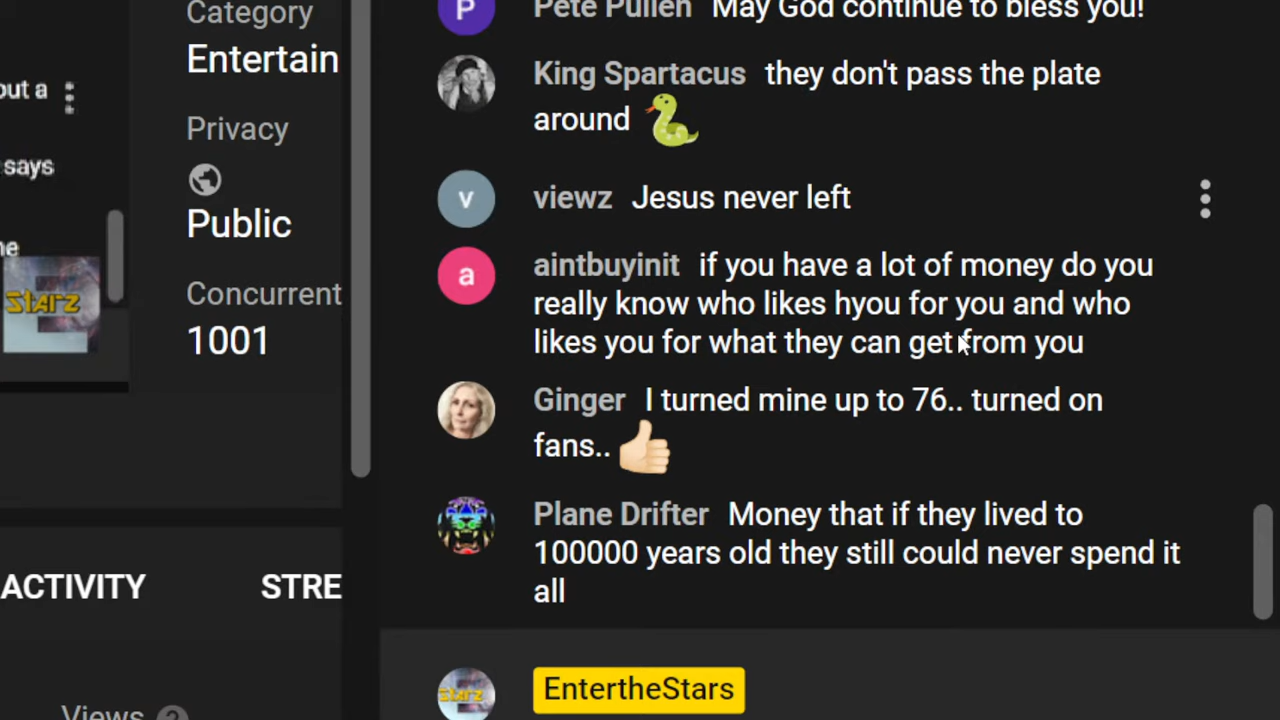 out a
says
ne
Starz
Category
Entertain
Privacy
Public
Concurrent
1001
ACTIVITY
STRE
Views ?
P Pete Pullen May God continue to bless you!
King Spartacus they don't pass the plate
around
v viewz Jesus never left
a aintbuyinit if you have a lot of money do you
really know who likes hyou for you and who
likes you for what they can get from you
Ginger I turned mine up to 76.. turned on
fans..
Plane Drifter Money that if they lived to
100000 years old they still could never spend it
all
Starz EntertheStars